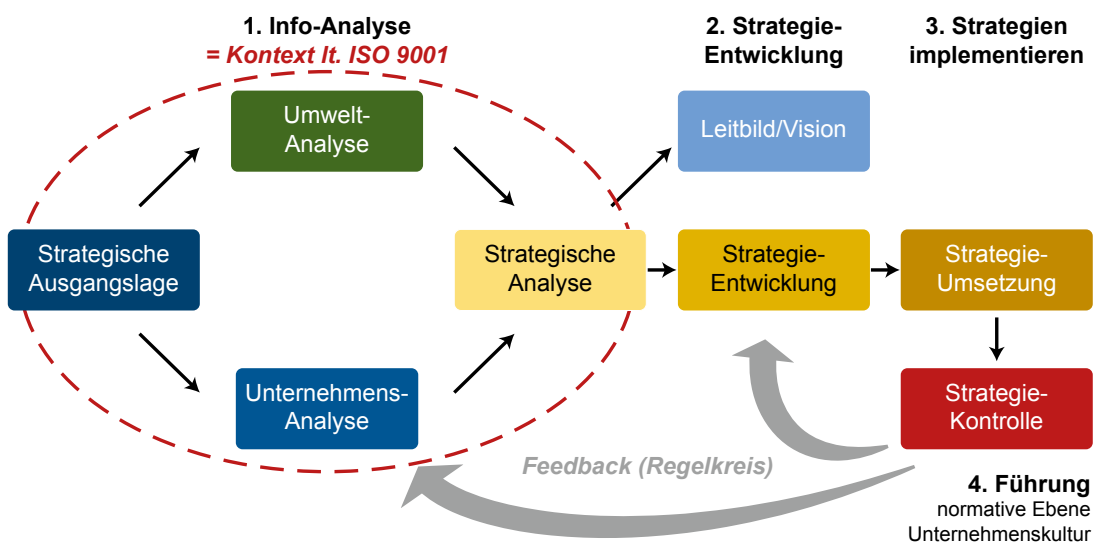 1. Info-Analyse
= Kontext lt. ISO 9001
2. Strategie-
Entwicklung
3. Strategien
implementieren
Umwelt-
Analyse
Leitbild/Vision
Strategische
Ausgangslage
Strategische
Analyse
Strategie-
Entwicklung
Strategie-
Umsetzung
Unternehmens-
Analyse
Strategie-
Kontrolle
Feedback (Regelkreis)
4. Führung
normative Ebene
Unternehmenskultur